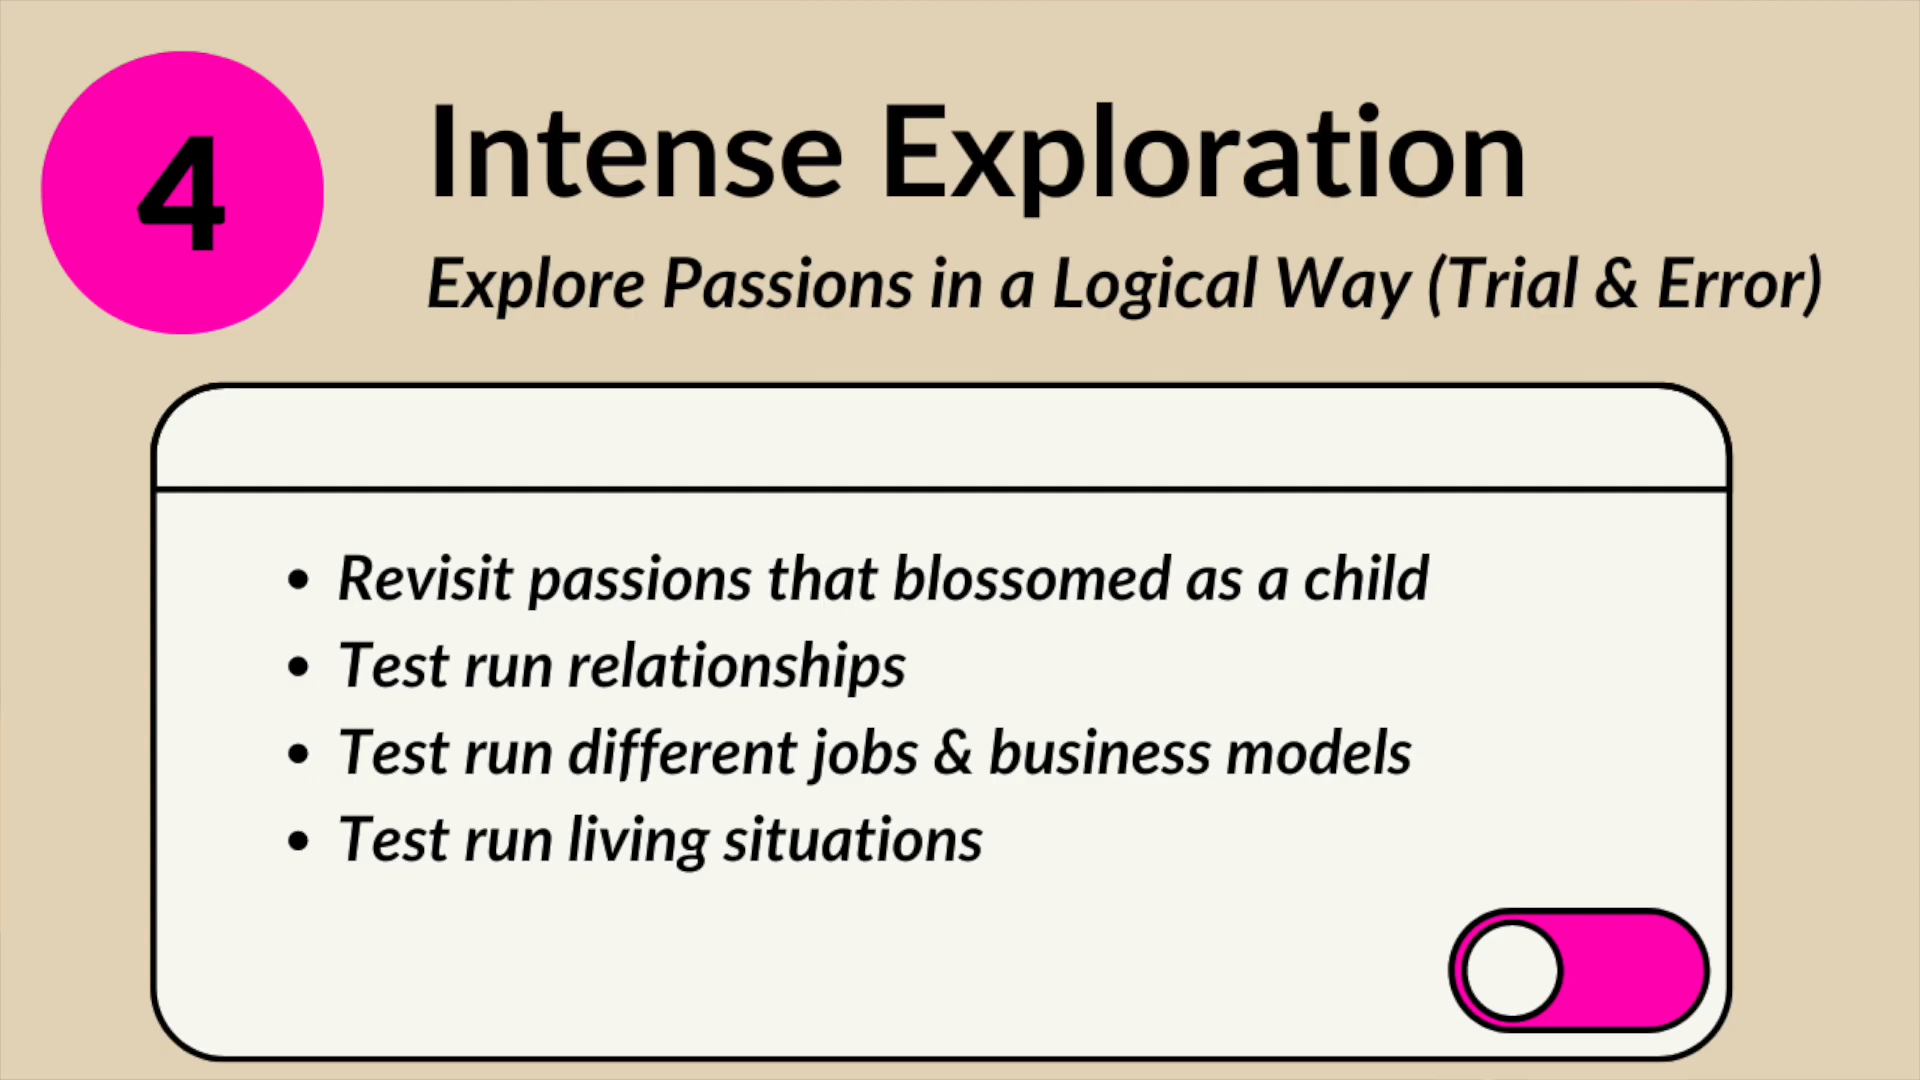 4
Intense Exploration
Explore Passions in a Logical Way (Trial & Error)
• Revisit passions that blossomed as a child
• Test run relationships
• Test run different jobs & business models
• Test run living situations